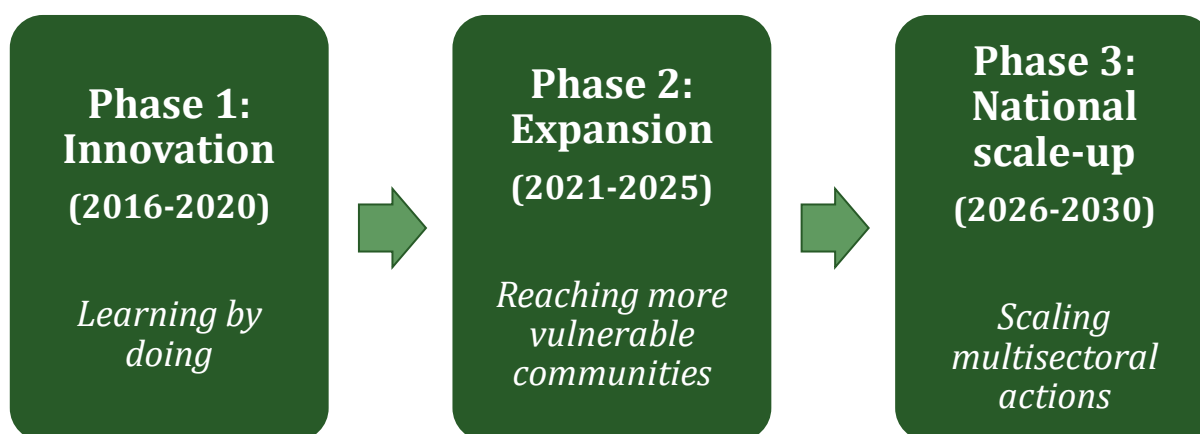 Phase 1:
Innovation
(2016-2020)
Learning by
doing
Phase 2:
Expansion
(2021-2025)
Reaching more
vulnerable
communities
Phase 3:
National
scale-up
(2026-2030)
Scaling
multisectoral
actions